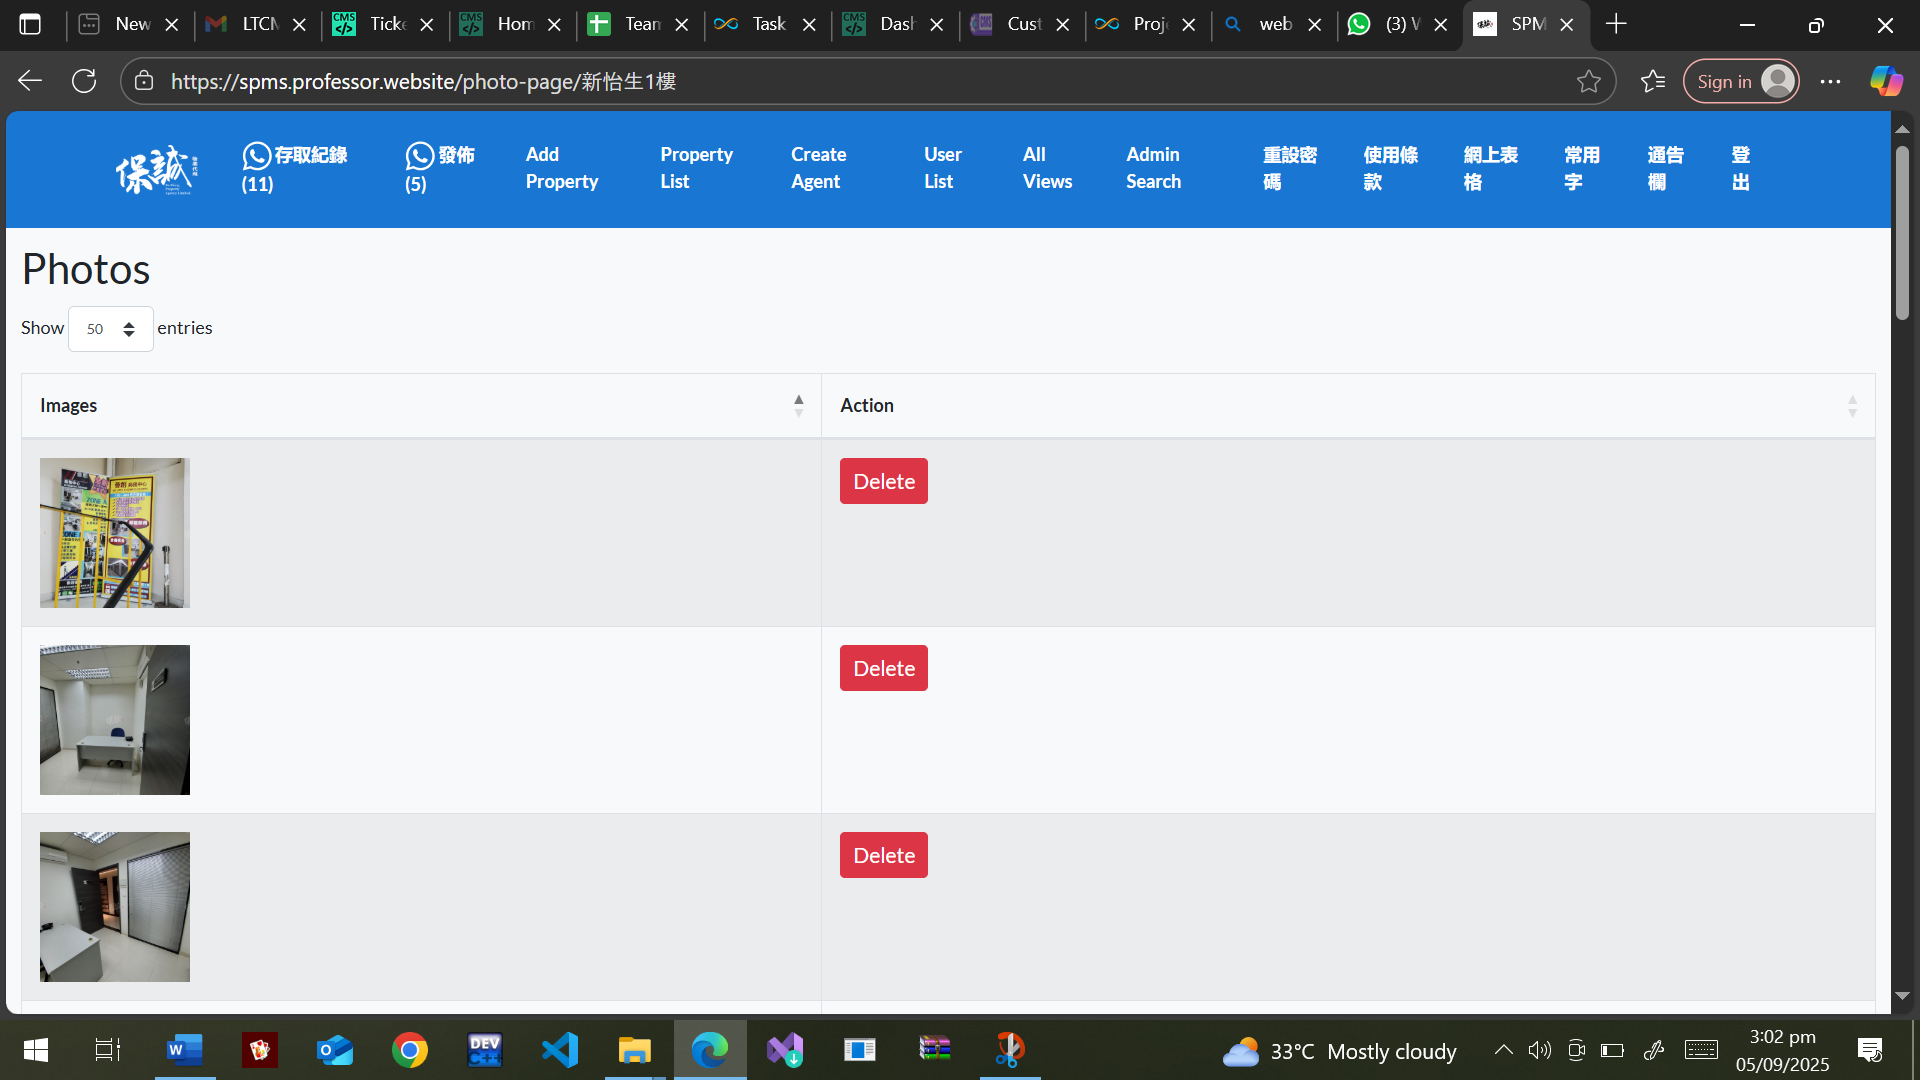 New
LTCM
Ticke
Hom
Team
Task
Dash
Cust
Proje
web
(3) W
SPM
https://spms.professor.website/photo-page/新怡生1樓
Sign in
保誠
存取紀錄 (11)
發佈 (5)
Add Property
Property List
Create Agent
User List
All Views
Admin Search
重設密碼
使用條款
網上表格
常用字
通告欄
登出
Photos
Show 50 entries
Images
Action
Delete
Delete
Delete
33°C Mostly cloudy
3:02 pm
05/09/2025